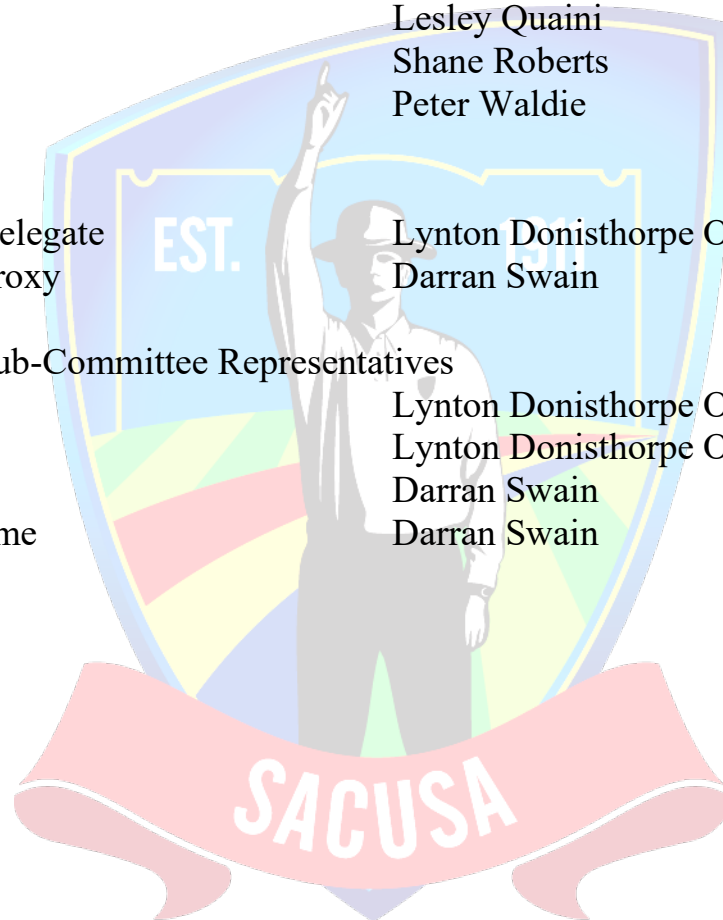 Lesley Quaini
Shane Roberts
Peter Waldie
EST. 1911
elegate Lynton Donisthorpe O
roxy Darran Swain
ub-Committee Representatives
Lynton Donisthorpe O
Lynton Donisthorpe O
Darran Swain
me Darran Swain
SACUSA